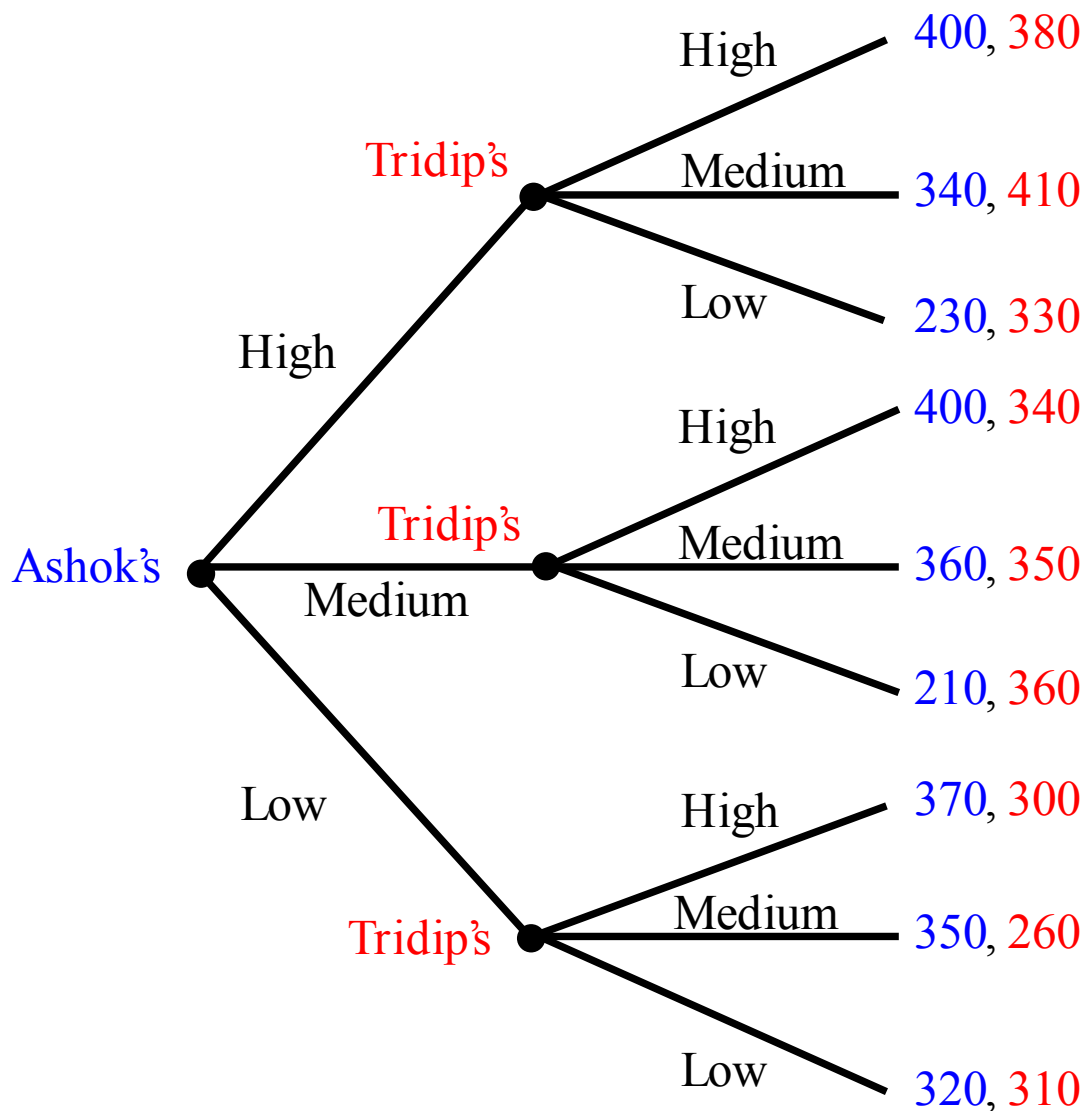 High
400, 380
Tridip's
Medium
340, 410
Low
230, 330
High
High
400, 340
Tridip's
Medium
360, 350
Ashok's
Medium
Low
210, 360
Low
High
370, 300
Tridip's
Medium
350, 260
Low
320, 310